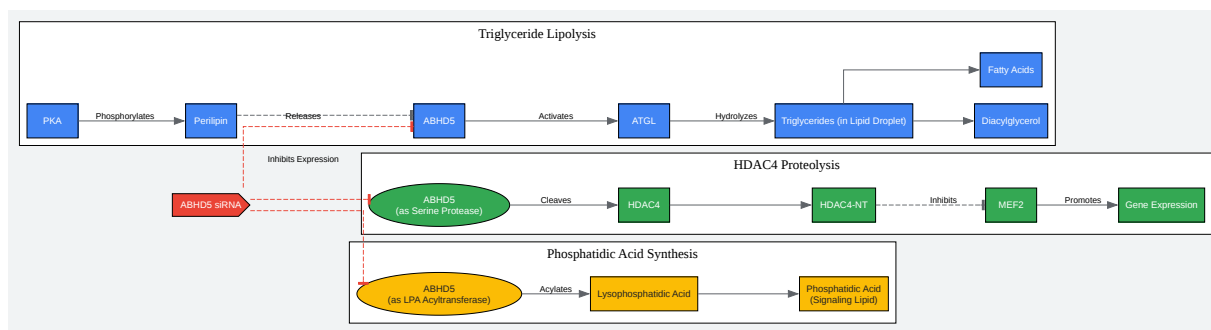 Triglyceride Lipolysis
Fatty Acids
PKA
Phosphorylates
Perilipin
Releases
ABHD5
Activates
ATGL
Hydrolyzes
Triglycerides (in Lipid Droplet)
Diacylglycerol
Inhibits Expression
HDAC4 Proteolysis
ABHD5 siRNA
ABHD5
(as Serine Protease)
Cleaves
HDAC4
HDAC4-NT
Inhibits
MEF2
Promotes
Gene Expression
Phosphatidic Acid Synthesis
ABHD5
(as LPA Acyltransferase)
Acylates
Lysophosphatidic Acid
Phosphatidic Acid
(Signaling Lipid)